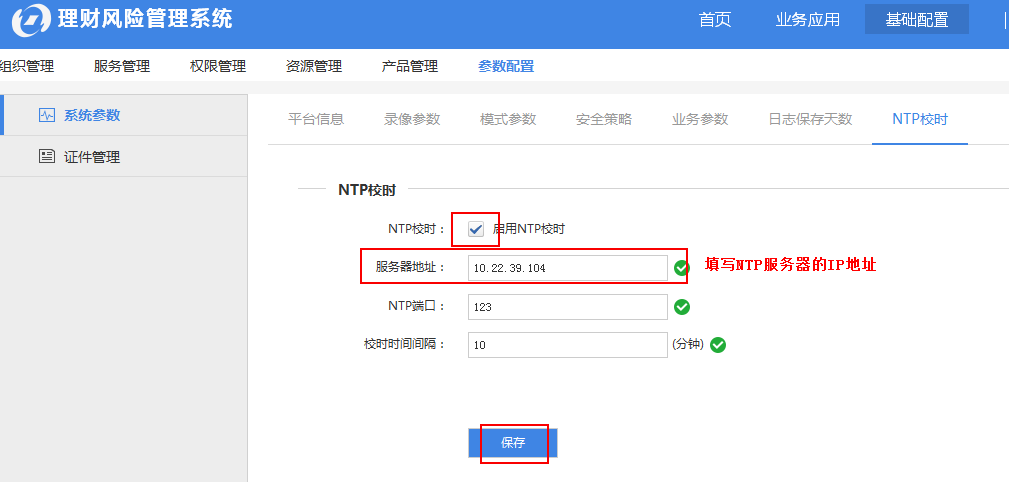 理财风险管理系统
首页 业务应用 基础配置
组织管理 服务管理 权限管理 资源管理 产品管理 参数配置
系统参数
证件管理
平台信息 录像参数 模式参数 安全策略 业务参数 日志保存天数 NTP校时
NTP校时
NTP校时： 启用NTP校时
服务器地址： 10.22.39.104 填写NTP服务器的IP地址
NTP端口： 123
校时时间间隔： 10 (分钟)
保存